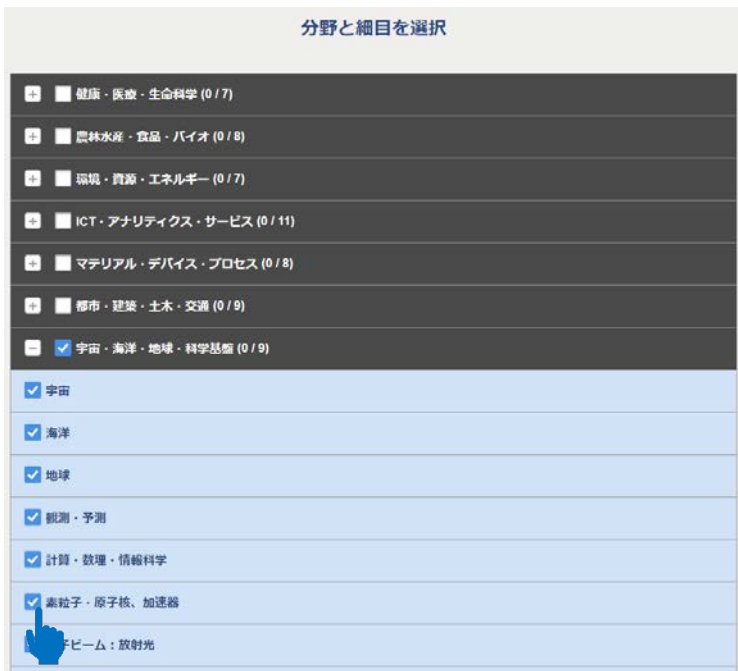 分野と細目を選択
健康・医療・生命科学 (0 / 7)
農林水産・食品・バイオ (0 / 8)
環境・資源・エネルギー (0 / 7)
ICT・アナリティクス・サービス (0 / 11)
マテリアル・デバイス・プロセス (0 / 8)
都市・建築・土木・交通 (0 / 9)
宇宙・海洋・地球・科学基盤 (0 / 9)
宇宙
海洋
地球
観測・予測
計算・数理・情報科学
素粒子・原子核、加速器
子ビーム：放射光